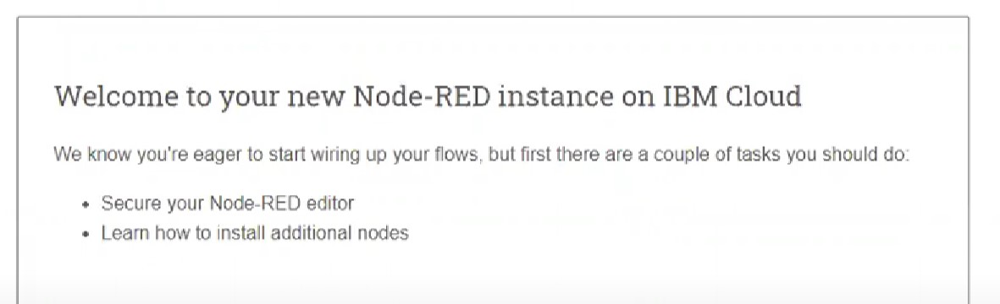 Welcome to your new Node-RED instance on IBM Cloud
We know you're eager to start wiring up your flows, but first there are a couple of tasks you should do:
• Secure your Node-RED editor
• Learn how to install additional nodes